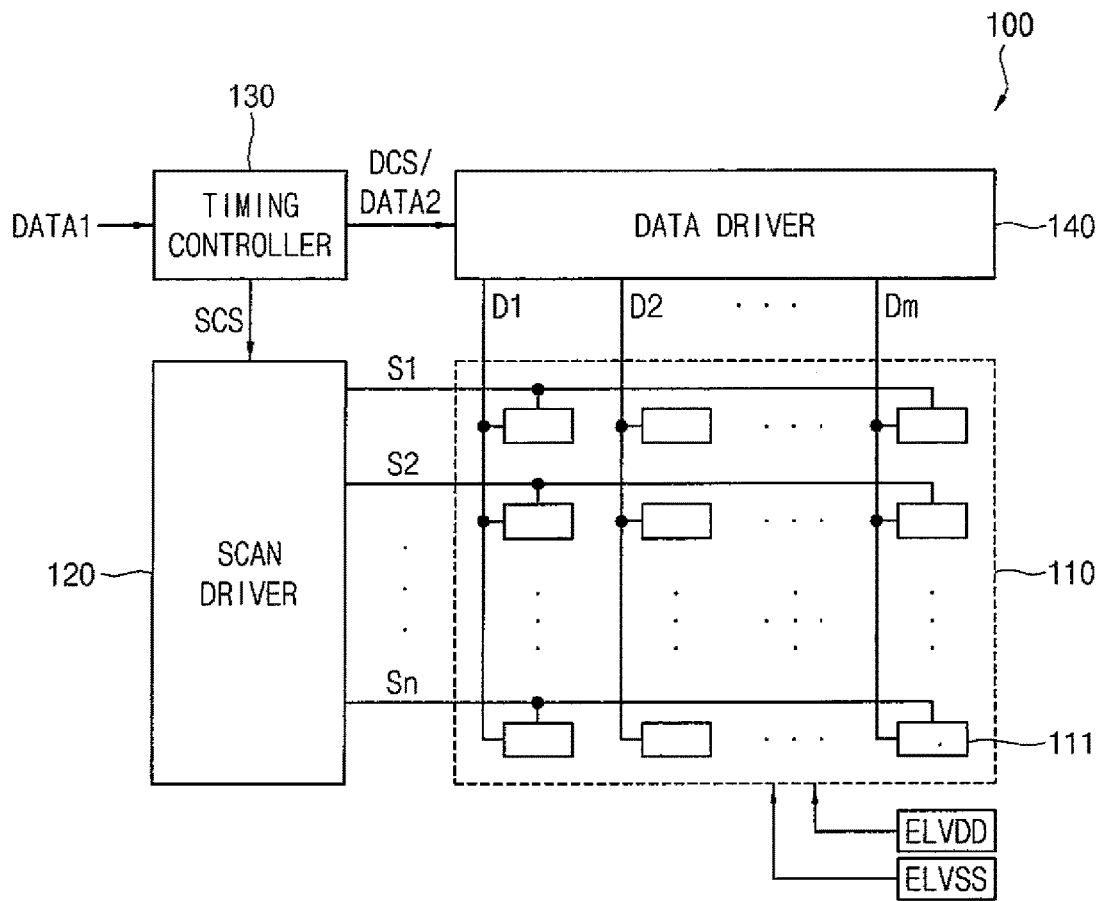 100
130
DCS/
DATA2
DATA1
TIMING
CONTROLLER
DATA DRIVER
140
SCS
D1
D2
Dm
S1
S2
120
SCAN
DRIVER
110
Sn
111
ELVDD
ELVSS